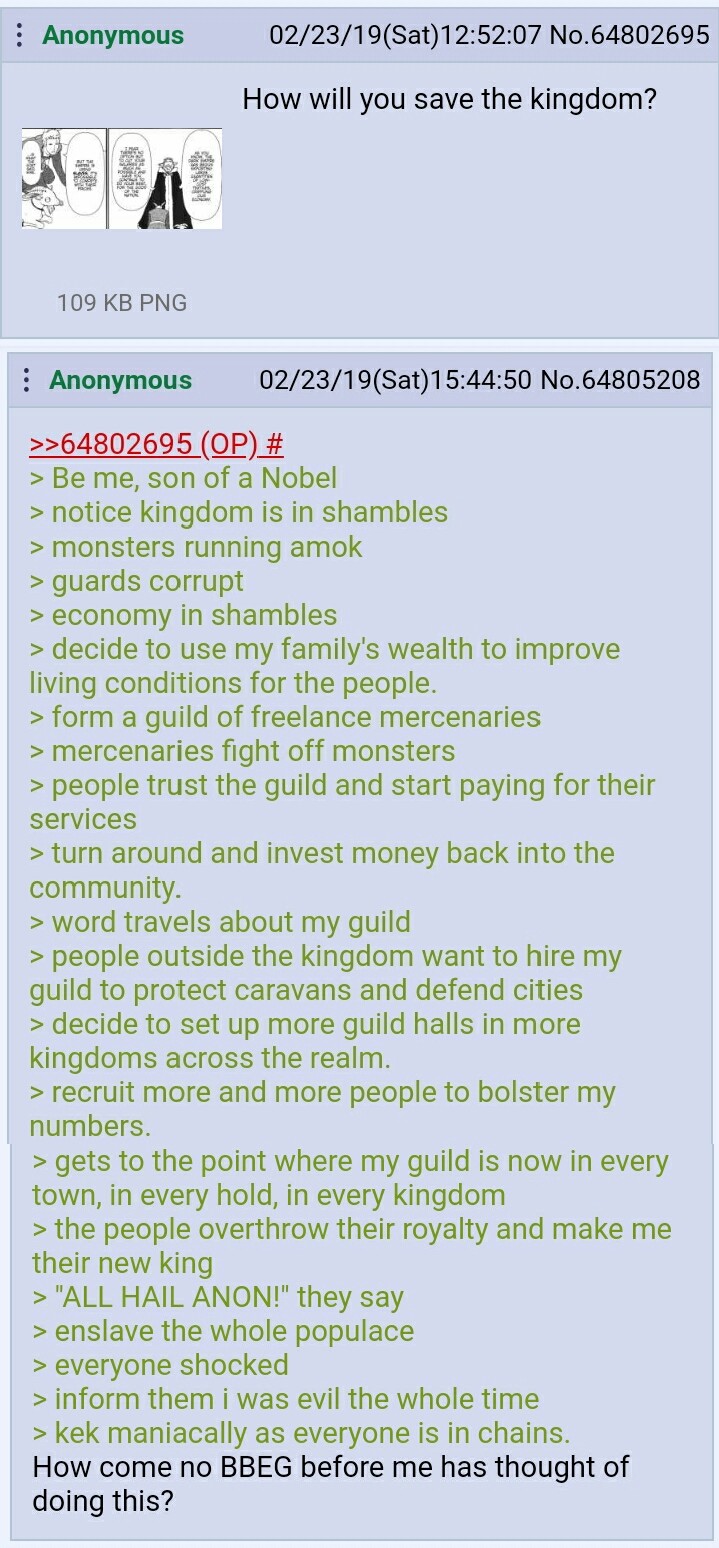 Anonymous 02/23/19(Sat)12:52:07 No.64802695
How will you save the kingdom?
109 KB PNG
Anonymous 02/23/19(Sat)15:44:50 No.64805208
>>64802695 (OP) #
> Be me, son of a Nobel
> notice kingdom is in shambles
> monsters running amok
> guards corrupt
> economy in shambles
> decide to use my family's wealth to improve
living conditions for the people.
> form a guild of freelance mercenaries
> mercenaries fight off monsters
> people trust the guild and start paying for their
services
> turn around and invest money back into the
community.
> word travels about my guild
> people outside the kingdom want to hire my
guild to protect caravans and defend cities
> decide to set up more guild halls in more
kingdoms across the realm.
> recruit more and more people to bolster my
numbers.
> gets to the point where my guild is now in every
town, in every hold, in every kingdom
> the people overthrow their royalty and make me
their new king
> "ALL HAIL ANON!" they say
> enslave the whole populace
> everyone shocked
> inform them i was evil the whole time
> kek maniacally as everyone is in chains.
How come no BBEG before me has thought of
doing this?